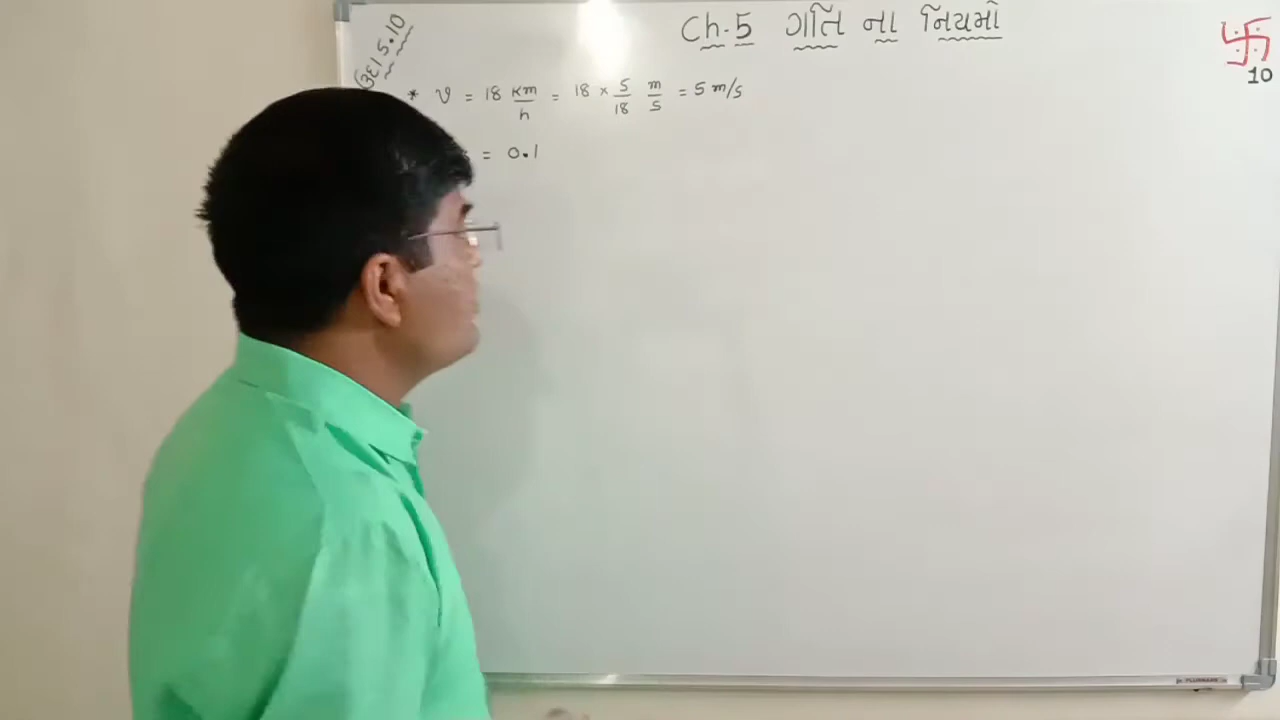 Ch.5 ગતિ ના નિયમો
10
ઉદા 5.10
* v = 18 km/h = 18 × 5/18 m/s = 5 m/s
= 0.1